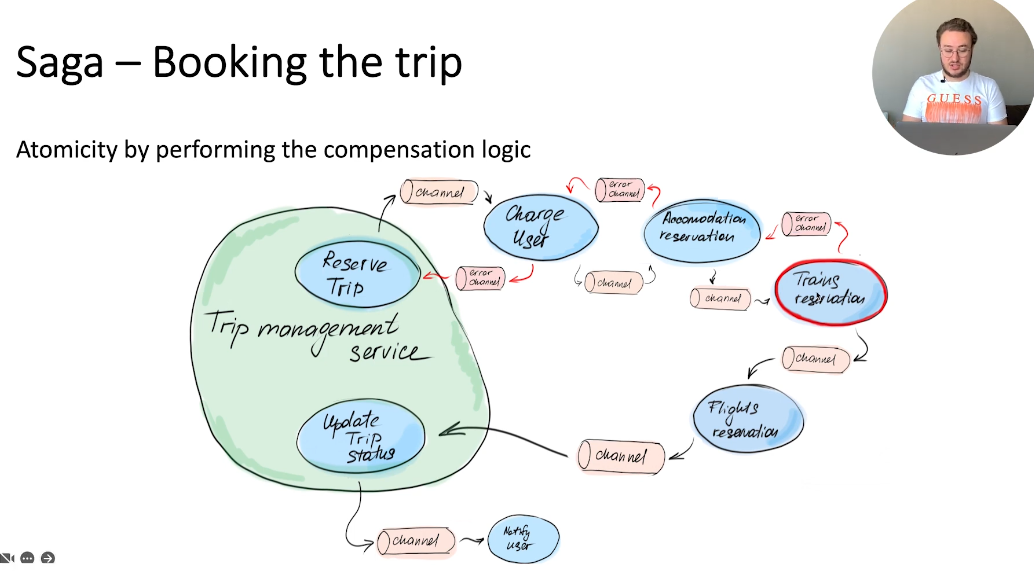 Saga – Booking the trip
GUESS
Atomicity by performing the compensation logic
channel
error
channel
Charge
User
Accomodation
reservation
error
channel
Reserve
Trip
error
channel
channel
channel
Trains
reservation
Trip management
service
channel
Flights
reservation
Update
Trip
Status
channel
channel
Notify
user